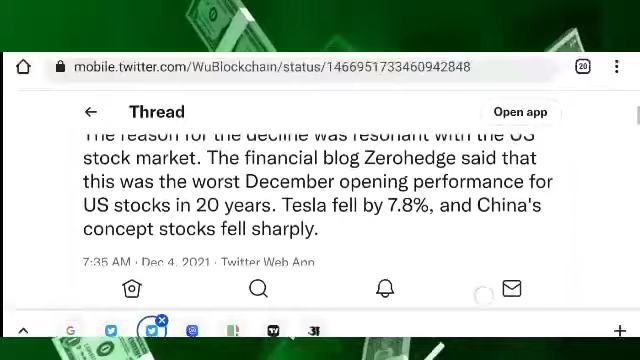 mobile.twitter.com/WuBlockchain/status/1466951733460942848
20
Thread
Open app
The reason for the decline was resonant with the US
stock market. The financial blog Zerohedge said that
this was the worst December opening performance for
US stocks in 20 years. Tesla fell by 7.8%, and China's
concept stocks fell sharply.
7:35 AM · Dec 4, 2021 · Twitter Web App